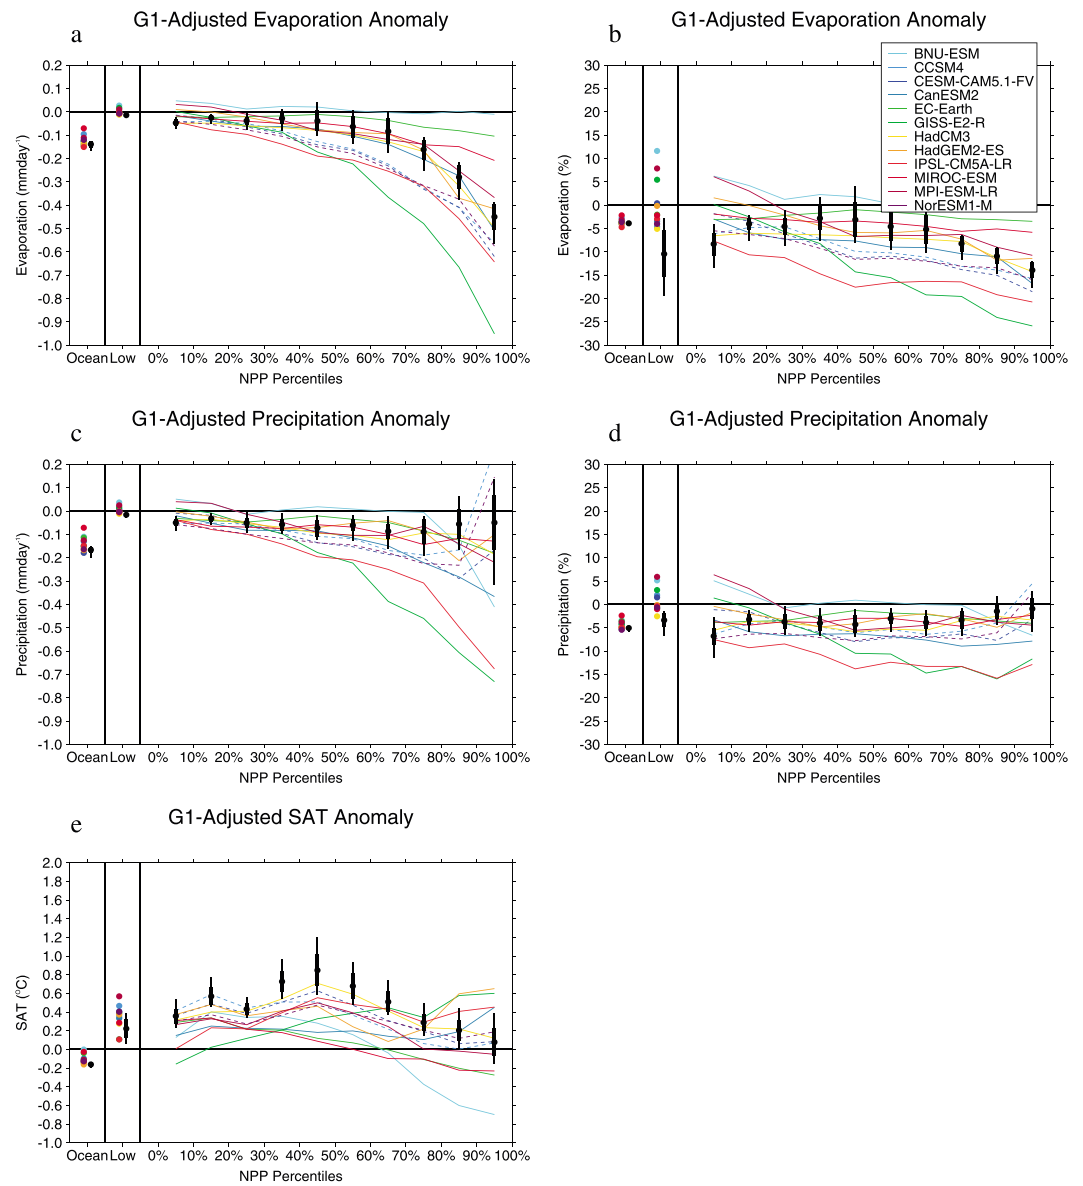 G1-Adjusted Evaporation Anomaly
a
0.2
0.1
0.0
-0.1
-0.2
-0.3
-0.4
-0.5
-0.6
-0.7
-0.8
-0.9
-1.0
Evaporation (mmday⁻¹)
Ocean Low 0% 10% 20% 30% 40% 50% 60% 70% 80% 90% 100%
NPP Percentiles
G1-Adjusted Evaporation Anomaly
b
30
25
20
15
10
5
0
-5
-10
-15
-20
25
-30
Evaporation (%)
BNU-ESM
CCSM4
CESM-CAM5.1-FV
CanESM2
EC-Earth
GISS-E2-R
HadCM3
HadGEM2-ES
IPSL-CM5A-LR
MIROC-ESM
MPI-ESM-LR
NorESM1-M
Ocean Low 0% 10% 20% 30% 40% 50% 60% 70% 80% 90% 100%
NPP Percentiles
G1-Adjusted Precipitation Anomaly
c
0.2
0.1
0.0
-0.1
-0.2
-0.3
-0.4
-0.5
-0.6
-0.7
-0.8
-0.9
-1.0
Precipitation (mmday⁻¹)
Ocean Low 0% 10% 20% 30% 40% 50% 60% 70% 80% 90% 100%
NPP Percentiles
G1-Adjusted Precipitation Anomaly
d
30
25
20
15
10
5
0
-5
-10
-15
-20
25
-30
Precipitation (%)
Ocean Low 0% 10% 20% 30% 40% 50% 60% 70% 80% 90% 100%
NPP Percentiles
G1-Adjusted SAT Anomaly
e
2.0
1.8
1.6
1.4
1.2
1.0
0.8
0.6
0.4
0.2
0.0
-0.2
-0.4
-0.6
-0.8
-1.0
SAT (°C)
Ocean Low 0% 10% 20% 30% 40% 50% 60% 70% 80% 90% 100%
NPP Percentiles